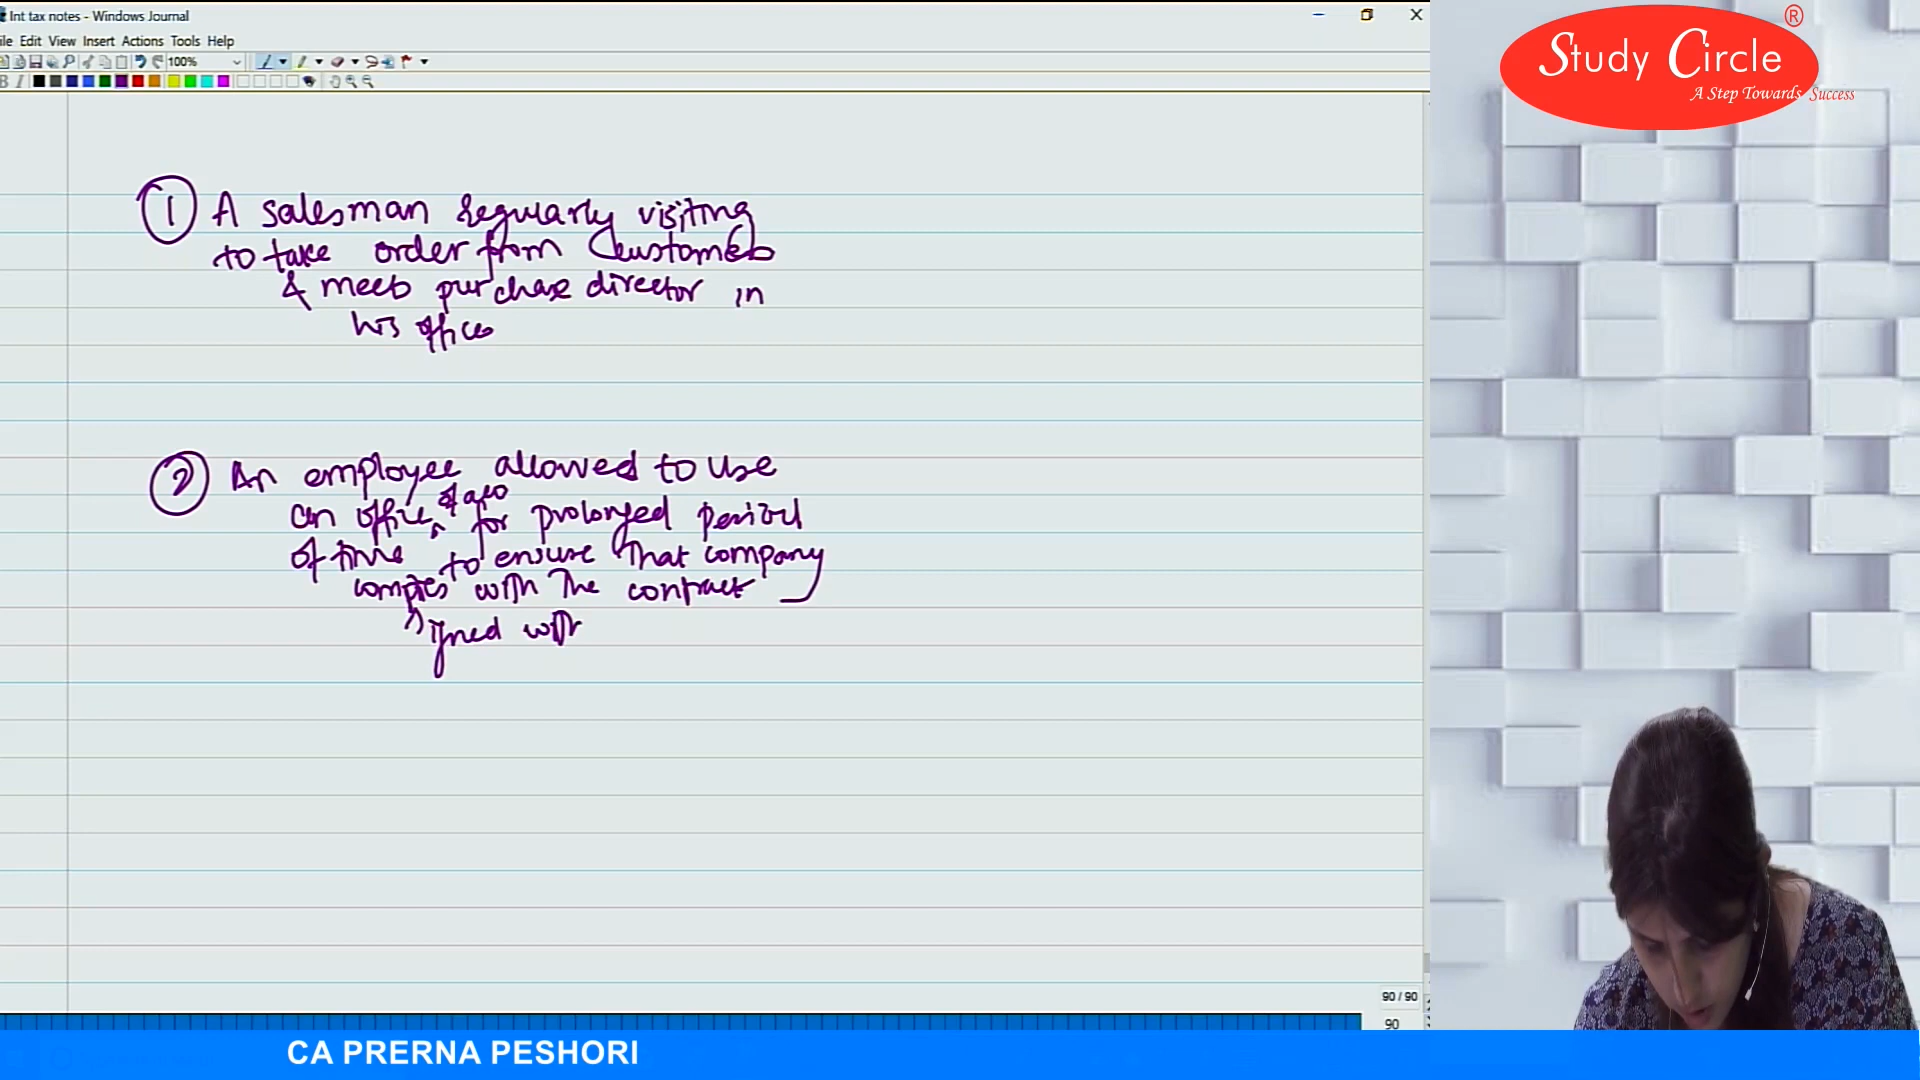 Int tax notes - Windows Journal
ile Edit View Insert Actions Tools Help
100%
B I
Study Circle ®
A Step Towards Success
1 A salesman regularly visiting
to take order from Customers
& meets purchase director in
his office
2 An employee allowed to use
an office of a co for prolonged period
of time to ensure that company
complies with the contract
signed with
90 / 90
90
CA PRERNA PESHORI